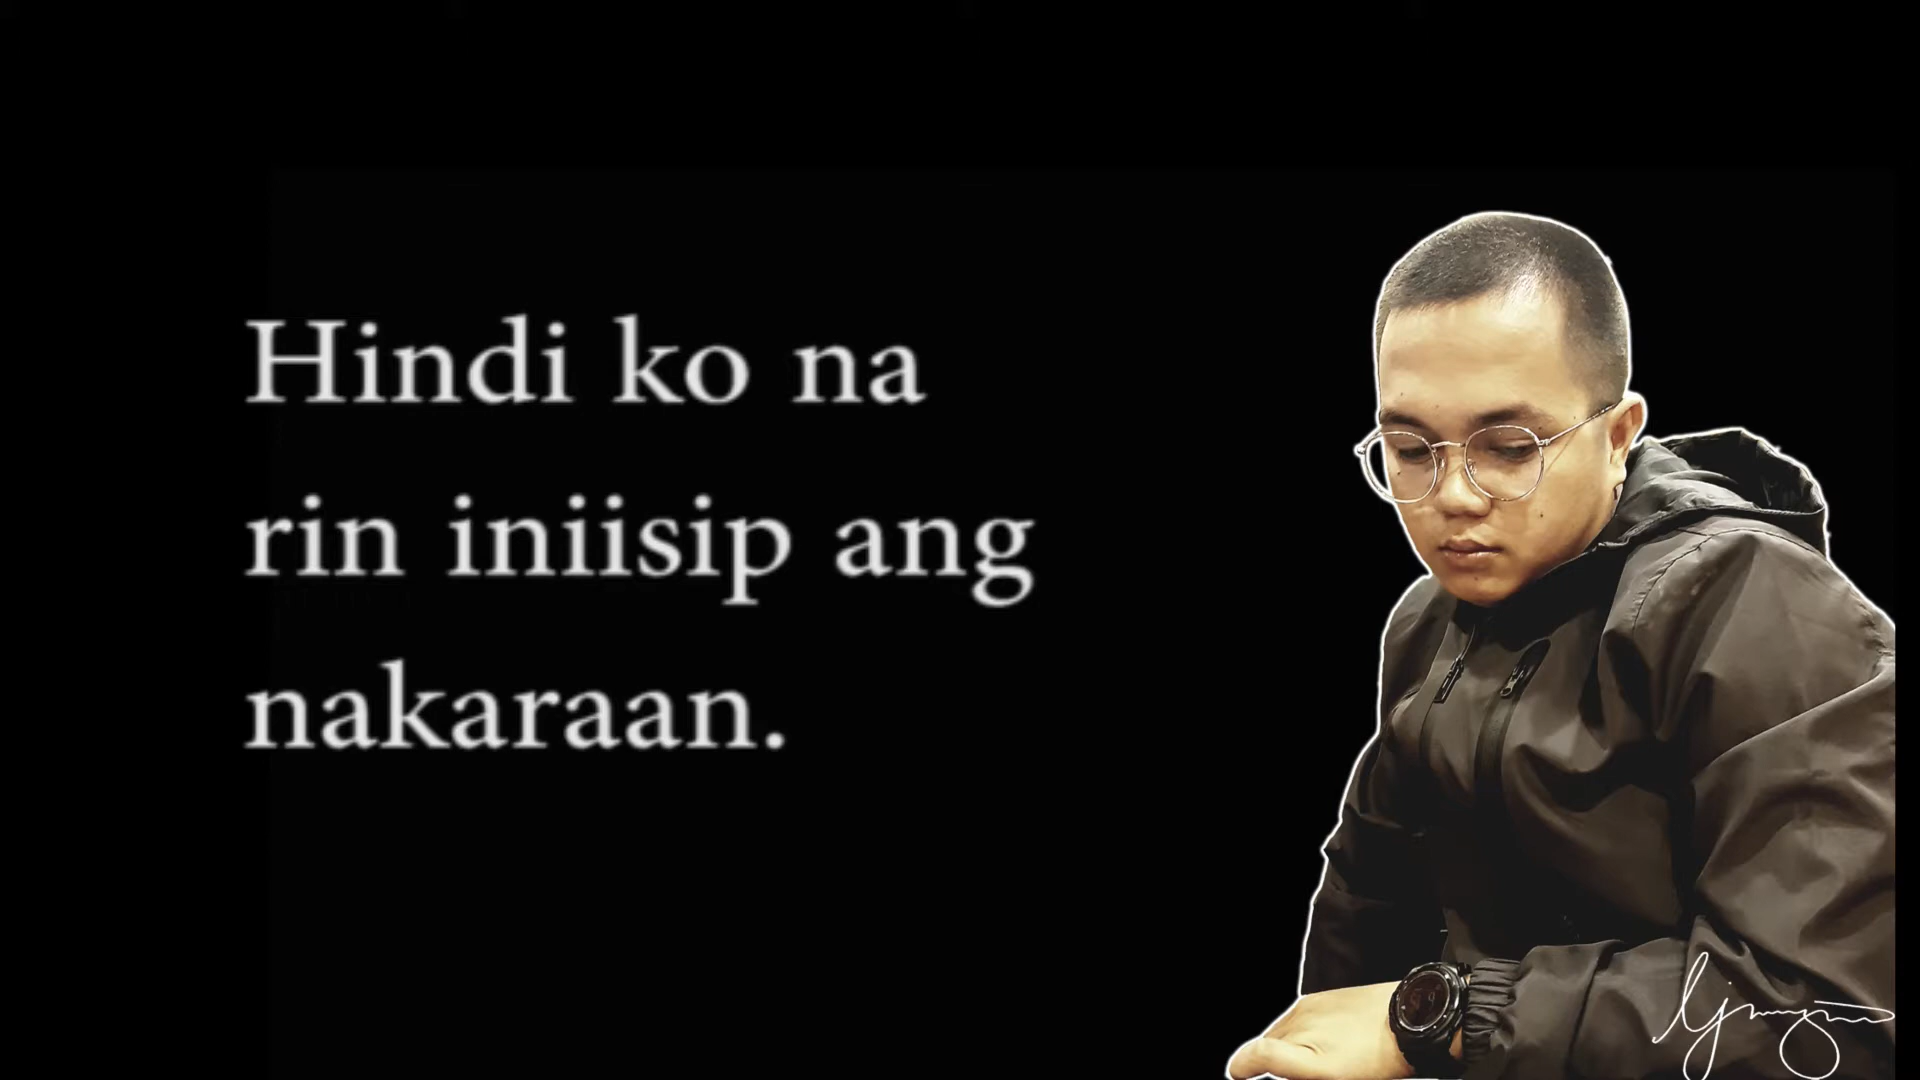 Hindi ko na
rin iniisip ang
nakaraan.